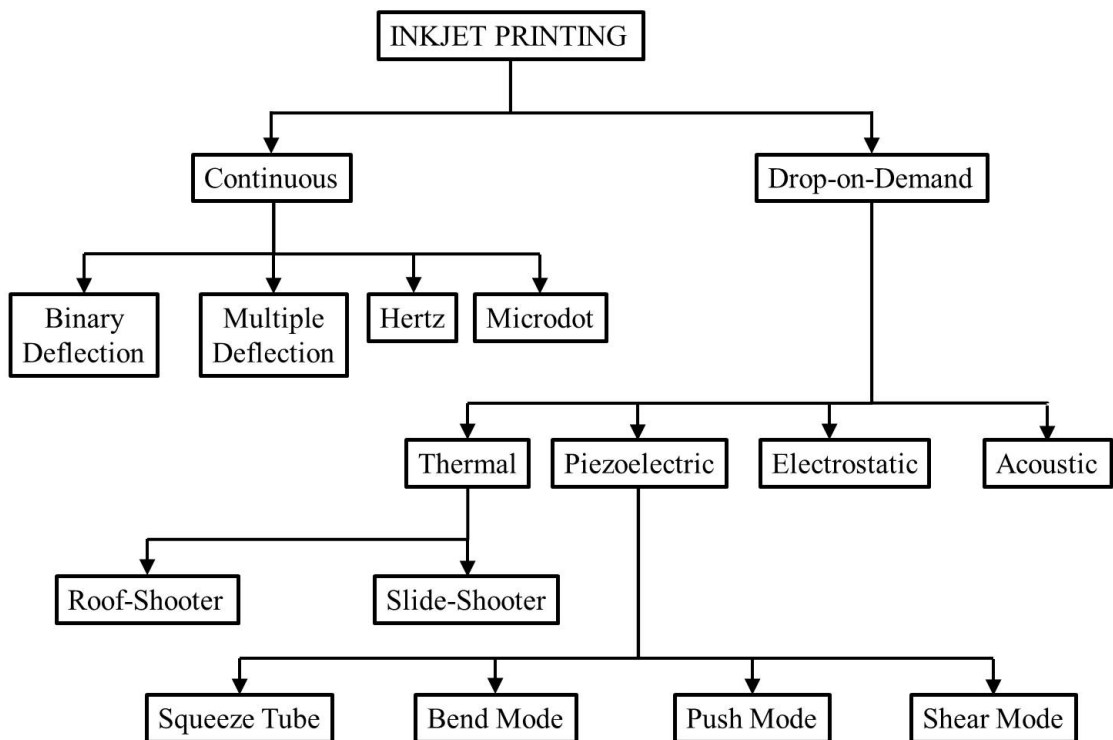 INKJET PRINTING
Continuous
Drop-on-Demand
Binary
Deflection
Multiple
Deflection
Hertz
Microdot
Thermal
Piezoelectric
Electrostatic
Acoustic
Roof-Shooter
Slide-Shooter
Squeeze Tube
Bend Mode
Push Mode
Shear Mode